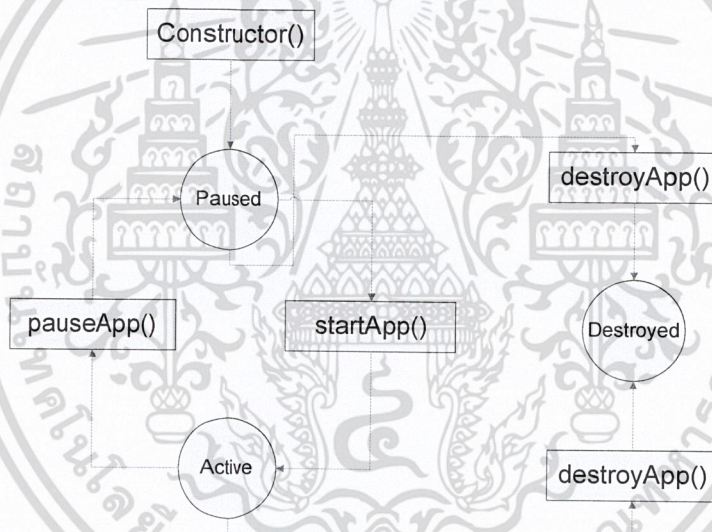 Constructor()
Paused
destroyApp()
pauseApp()
startApp()
Destroyed
Active
destroyApp()